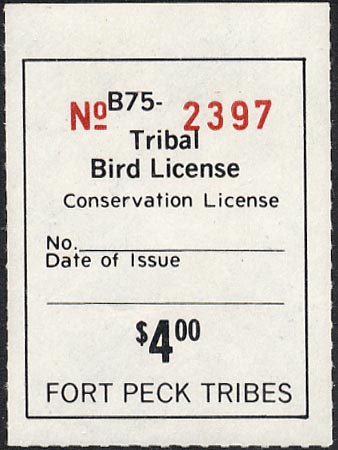 Nº B75- 2397
Tribal
Bird License
Conservation License
No.
Date of Issue
$4.00
FORT PECK TRIBES